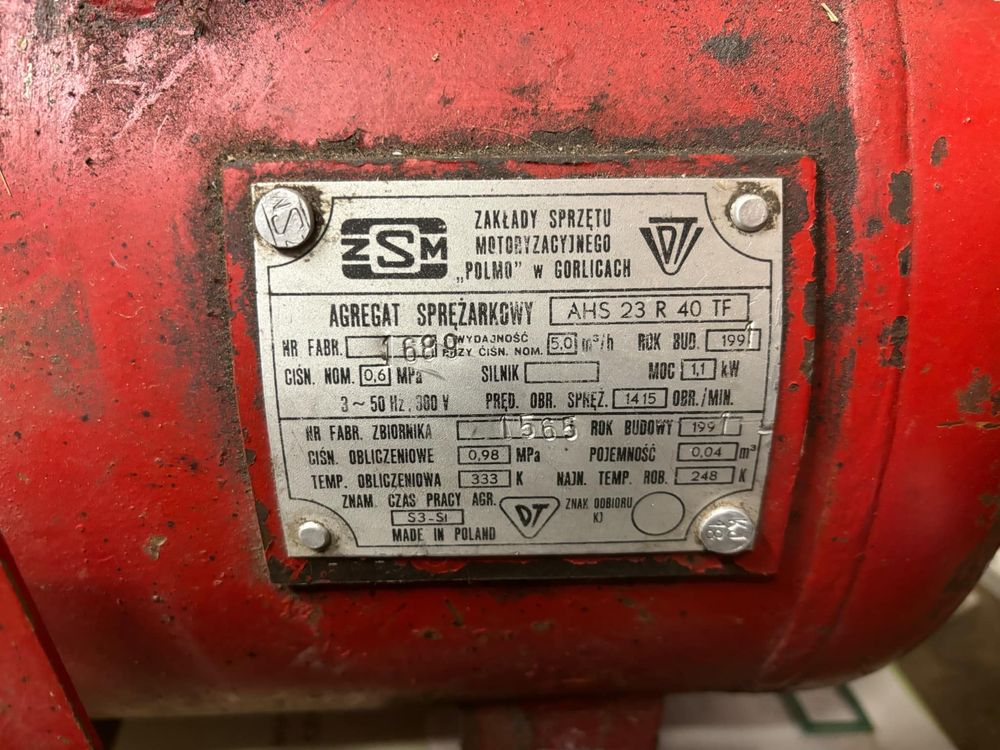 ZSM
ZAKŁADY SPRZĘTU
MOTORYZACYJNEGO
„POLMO" W GORLICACH
DT
AGREGAT SPRĘŻARKOWY AHS 23 R 40 TF
NR FABR. 1689 WYDAJNOŚĆ PRZY CIŚN. NOM. 5,0 m³/h ROK BUD. 1991
CIŚN. NOM. 0,6 MPa SILNIK MOC 1,1 kW
3 ~ 50 Hz, 380 V PRĘD. OBR. SPRĘŻ. 1415 OBR./MIN.
NR FABR. ZBIORNIKA 1565 ROK BUDOWY 1991
CIŚN. OBLICZENIOWE 0,98 MPa POJEMNOŚĆ 0,04 m³
TEMP. OBLICZENIOWA 333 K NAJN. TEMP. ROB. 248 K
ZNAM. CZAS PRACY AGR. DT ZNAK ODBIORU
S3-S1 KJ
MADE IN POLAND